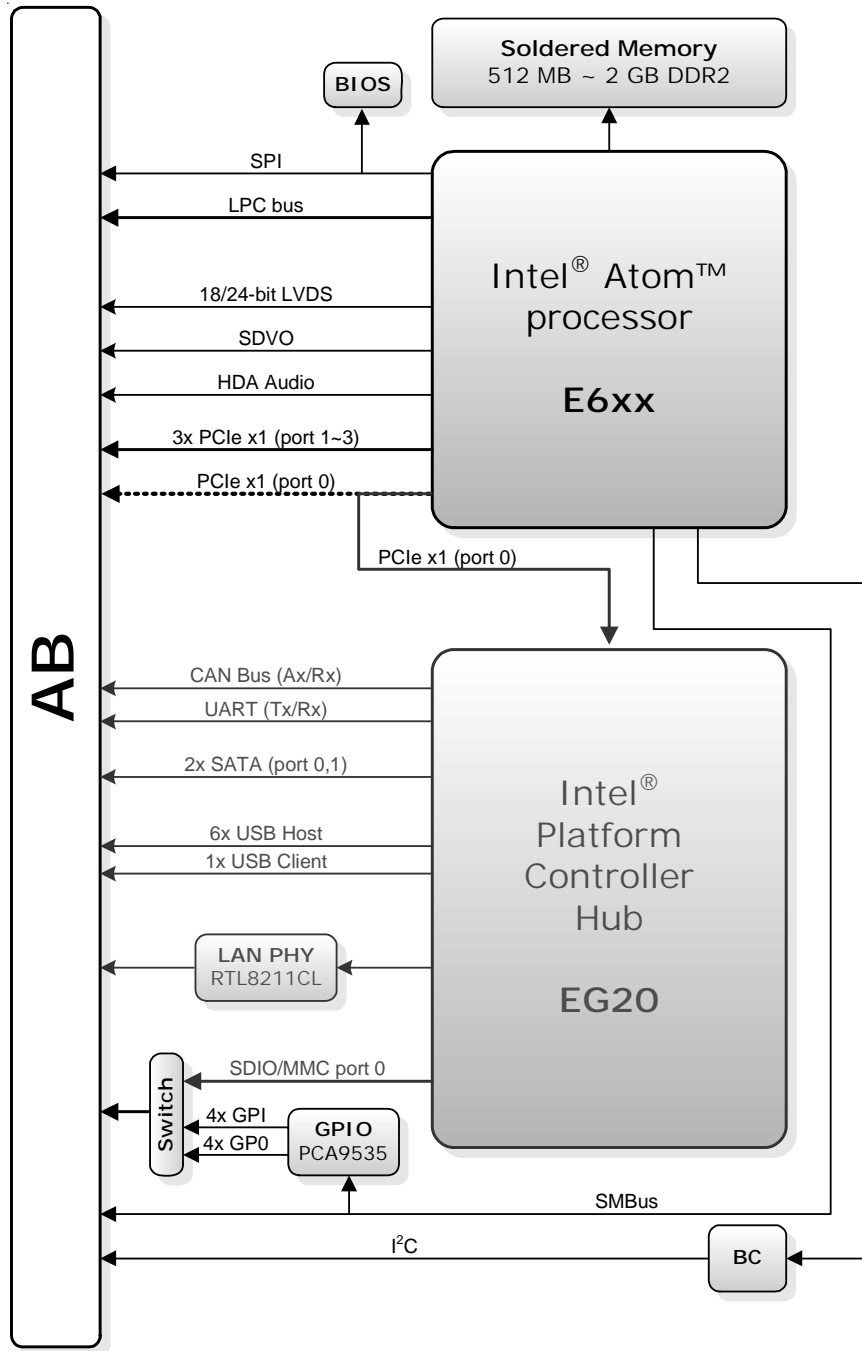 Soldered Memory
512 MB ~ 2 GB DDR2
BIOS
SPI
LPC bus
Intel® Atom™
processor
E6xx
18/24-bit LVDS
SDVO
HDA Audio
3x PCIe x1 (port 1~3)
PCIe x1 (port 0)
PCIe x1 (port 0)
AB
CAN Bus (Ax/Rx)
UART (Tx/Rx)
2x SATA (port 0,1)
6x USB Host
1x USB Client
Intel®
Platform
Controller
Hub
EG20
LAN PHY
RTL8211CL
SDIO/MMC port 0
Switch
4x GPI
4x GP0
GPIO
PCA9535
SMBus
I²C
BC